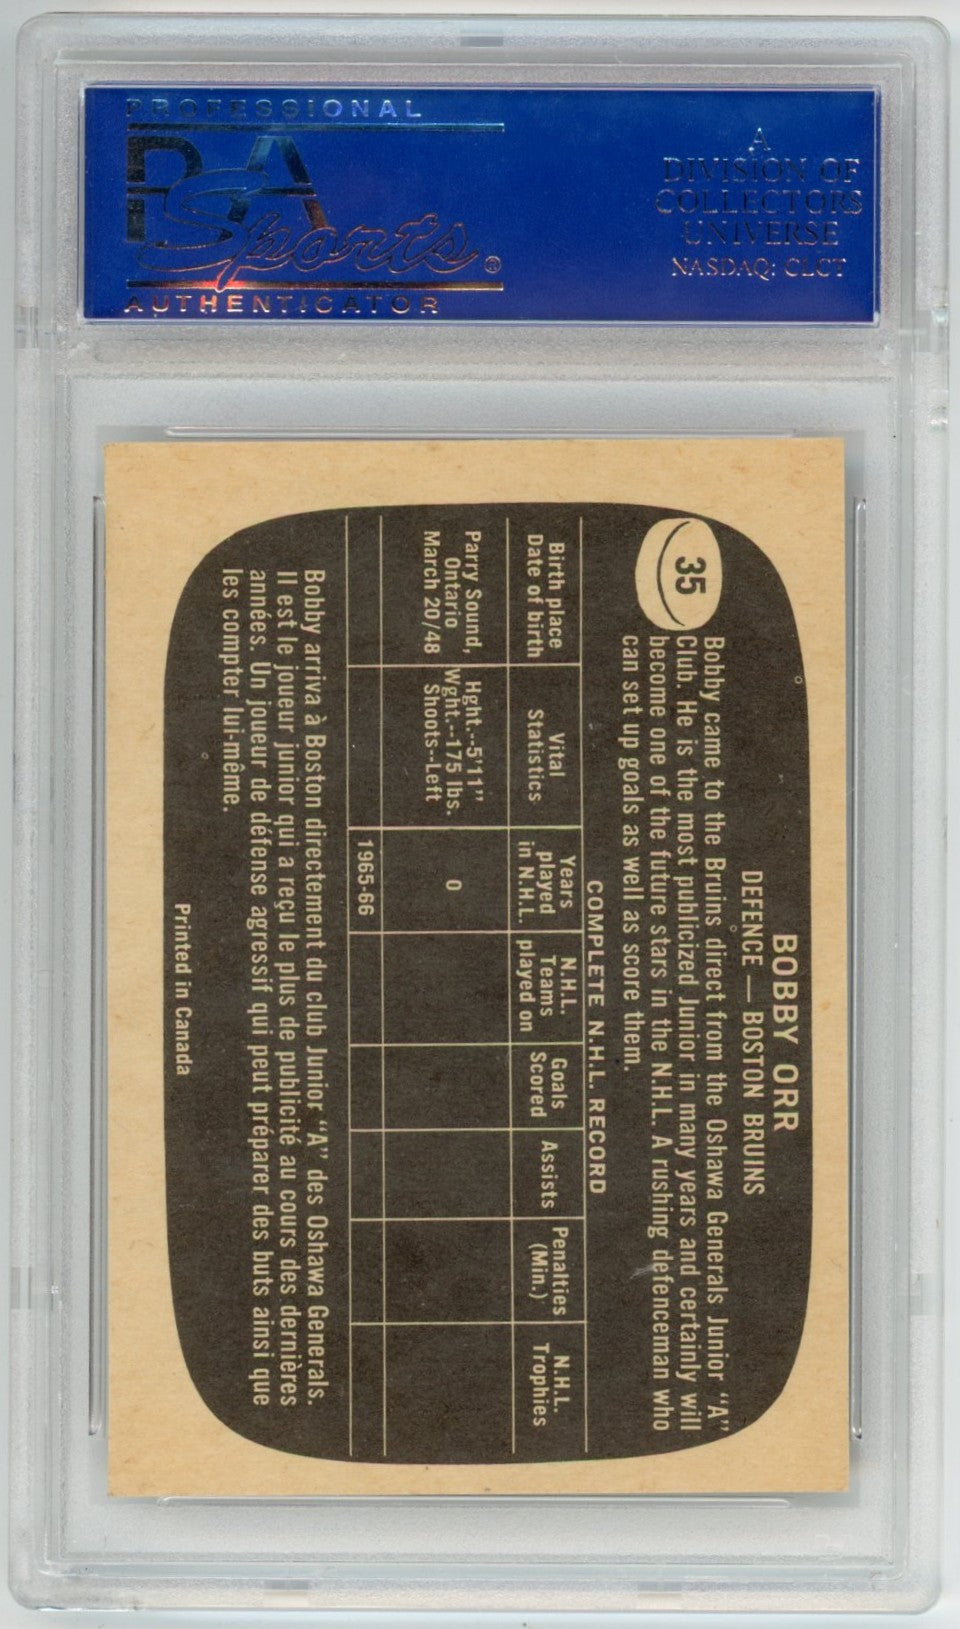 PROFESSIONAL
PSA
Sports®
AUTHENTICATOR
A
DIVISION OF
COLLECTORS
UNIVERSE
NASDAQ: CLCT
35
BOBBY ORR
DEFENCE — BOSTON BRUINS
Bobby came to the Bruins direct from the Oshawa Generals Junior “A”
Club. He is the most publicized Junior in many years and certainly will
become one of the future stars in the N.H.L. A rushing defenceman who
can set up goals as well as score them.
COMPLETE N.H.L. RECORD
Birth place
Date of birth
Vital
Statistics
Years
played
in N.H.L.
N.H.L.
Teams
played on
Goals
Scored
Assists
Penalties
(Min.)
N.H.L.
Trophies
Parry Sound,
Ontario
March 20/48
Hght.--5'11”
Wght.--175 lbs.
Shoots--Left
0
1965-66
Bobby arriva à Boston directement du club Junior “A” des Oshawa Generals.
Il est le joueur junior qui a reçu le plus de publicité au cours des dernières
années. Un joueur de défense agressif qui peut préparer des buts ainsi que
les compter lui-même.
Printed in Canada